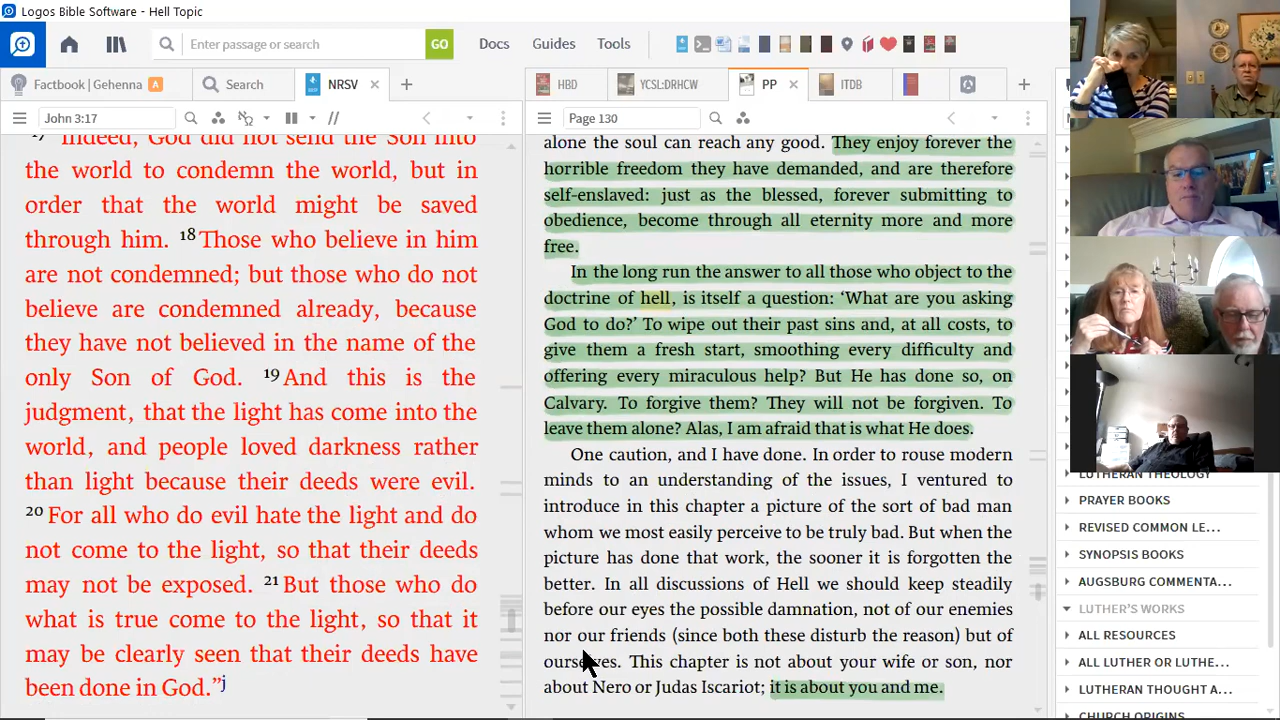 Logos Bible Software - Hell Topic
Enter passage or search
GO
Docs
Guides
Tools
Factbook | Gehenna
A
Search
NRSV
HBD
YCSL:DRHCW
PP
ITDB
John 3:17
Page 130
17 Indeed, God did not send the Son into
the world to condemn the world, but in
order that the world might be saved
through him. 18 Those who believe in him
are not condemned; but those who do not
believe are condemned already, because
they have not believed in the name of the
only Son of God. 19 And this is the
judgment, that the light has come into the
world, and people loved darkness rather
than light because their deeds were evil.
20 For all who do evil hate the light and do
not come to the light, so that their deeds
may not be exposed. 21 But those who do
what is true come to the light, so that it
may be clearly seen that their deeds have
been done in God.” j
alone the soul can reach any good. They enjoy forever the
horrible freedom they have demanded, and are therefore
self-enslaved: just as the blessed, forever submitting to
obedience, become through all eternity more and more
free.
In the long run the answer to all those who object to the
doctrine of hell, is itself a question: ‘What are you asking
God to do?’ To wipe out their past sins and, at all costs, to
give them a fresh start, smoothing every difficulty and
offering every miraculous help? But He has done so, on
Calvary. To forgive them? They will not be forgiven. To
leave them alone? Alas, I am afraid that is what He does.
One caution, and I have done. In order to rouse modern
minds to an understanding of the issues, I ventured to
introduce in this chapter a picture of the sort of bad man
whom we most easily perceive to be truly bad. But when the
picture has done that work, the sooner it is forgotten the
better. In all discussions of Hell we should keep steadily
before our eyes the possible damnation, not of our enemies
nor our friends (since both these disturb the reason) but of
ourselves. This chapter is not about your wife or son, nor
about Nero or Judas Iscariot; it is about you and me.
LUTHERAN THEOLOGY
PRAYER BOOKS
REVISED COMMON LE...
SYNOPSIS BOOKS
AUGSBURG COMMENTA...
LUTHER'S WORKS
ALL RESOURCES
ALL LUTHER OR LUTHE...
LUTHERAN THOUGHT A...
CHURCH ORIGINS